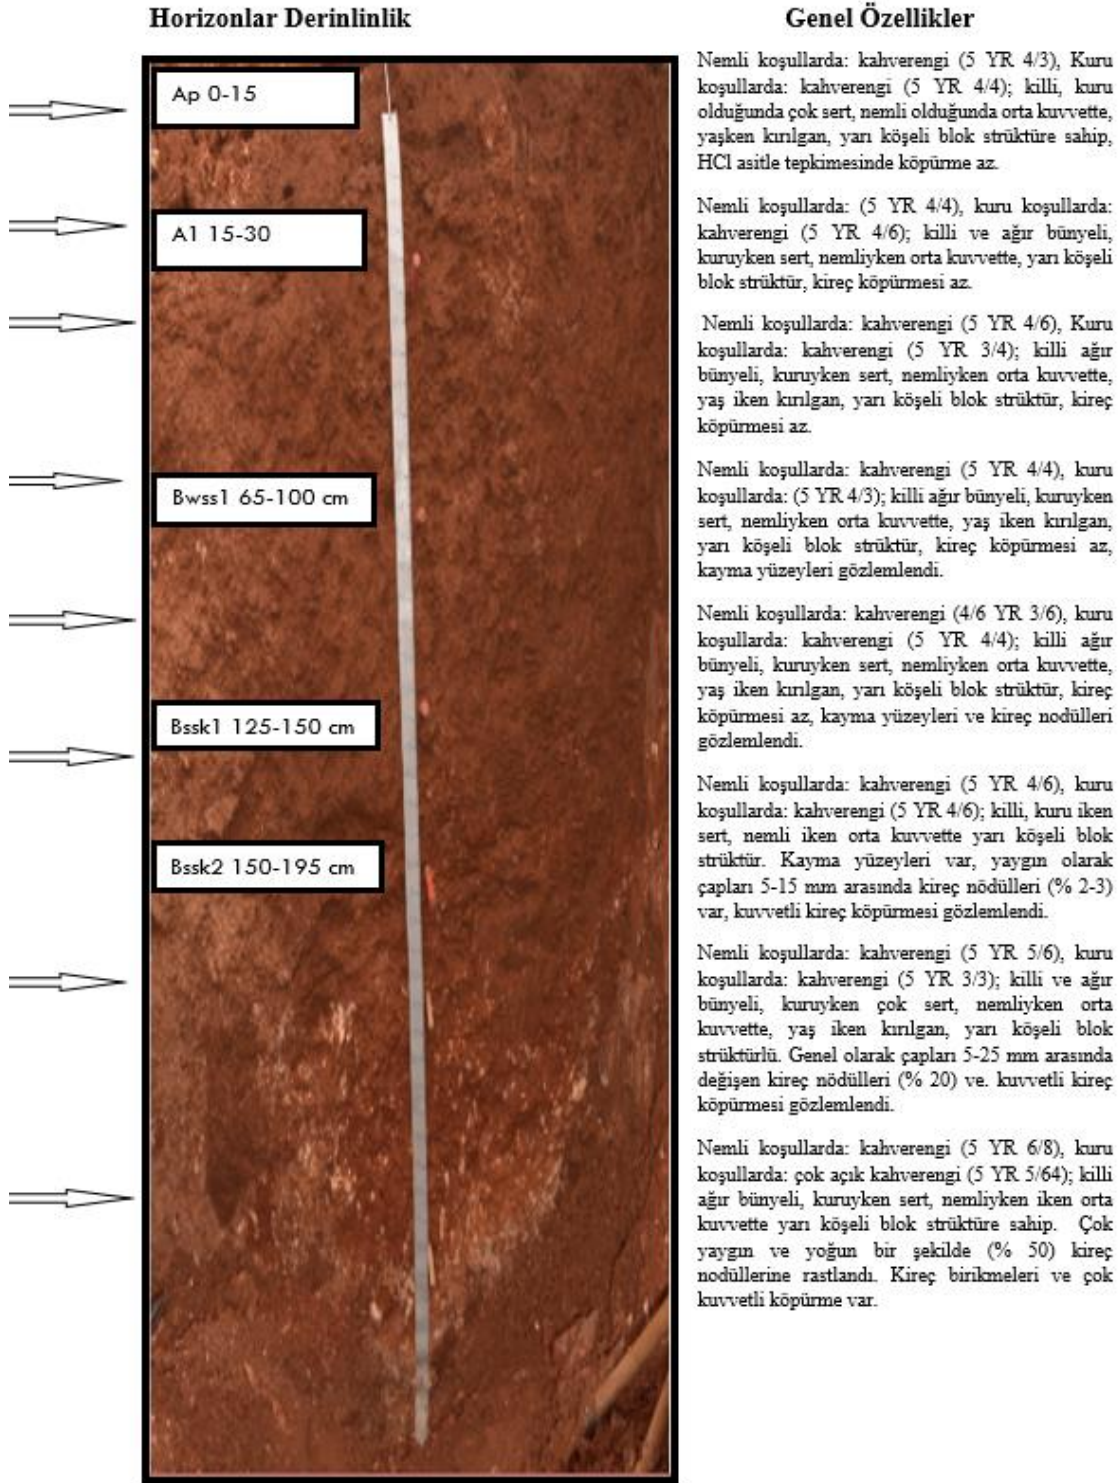 Horizonlar Derinlinlik
Genel Özellikler
Ap 0-15
A1 15-30
Bwss1 65-100 cm
Bssk1 125-150 cm
Bssk2 150-195 cm
Nemli koşullarda: kahverengi (5 YR 4/3), Kuru
koşullarda: kahverengi (5 YR 4/4); killi, kuru
olduğunda çok sert, nemli olduğunda orta kuvvette,
yaşken kırılgan, yarı köşeli blok strüktüre sahip,
HCl asitle tepkimesinde köpürme az.
Nemli koşullarda: (5 YR 4/4), kuru koşullarda:
kahverengi (5 YR 4/6); killi ve ağır bünyeli,
kuruyken sert, nemliyken orta kuvvette, yarı köşeli
blok strüktür, kireç köpürmesi az.
Nemli koşullarda: kahverengi (5 YR 4/6), Kuru
koşullarda: kahverengi (5 YR 3/4); killi ağır
bünyeli, kuruyken sert, nemliyken orta kuvvette,
yaş iken kırılgan, yarı köşeli blok strüktür, kireç
köpürmesi az.
Nemli koşullarda: kahverengi (5 YR 4/4), kuru
koşullarda: (5 YR 4/3); killi ağır bünyeli, kuruyken
sert, nemliyken orta kuvvette, yaş iken kırılgan,
yarı köşeli blok strüktür, kireç köpürmesi az,
kayma yüzeyleri gözlemlendi.
Nemli koşullarda: kahverengi (4/6 YR 3/6), kuru
koşullarda: kahverengi (5 YR 4/4); killi ağır
bünyeli, kuruyken sert, nemliyken orta kuvvette,
yaş iken kırılgan, yarı köşeli blok strüktür, kireç
köpürmesi az, kayma yüzeyleri ve kireç nodülleri
gözlemlendi.
Nemli koşullarda: kahverengi (5 YR 4/6), kuru
koşullarda: kahverengi (5 YR 4/6); killi, kuru iken
sert, nemli iken orta kuvvette yarı köşeli blok
strüktür. Kayma yüzeyleri var, yaygın olarak
çapları 5-15 mm arasında kireç nödülleri (% 2-3)
var, kuvvetli kireç köpürmesi gözlemlendi.
Nemli koşullarda: kahverengi (5 YR 5/6), kuru
koşullarda: kahverengi (5 YR 3/3); killi ve ağır
bünyeli, kuruyken çok sert, nemliyken orta
kuvvette, yaş iken kırılgan, yarı köşeli blok
strüktürlü. Genel olarak çapları 5-25 mm arasında
değişen kireç nödülleri (% 20) ve. kuvvetli kireç
köpürmesi gözlemlendi.
Nemli koşullarda: kahverengi (5 YR 6/8), kuru
koşullarda: çok açık kahverengi (5 YR 5/64); killi
ağır bünyeli, kuruyken sert, nemliyken iken orta
kuvvette yarı köşeli blok strüktüre sahip. Çok
yaygın ve yoğun bir şekilde (% 50) kireç
nodüllerine rastlandı. Kireç birikmeleri ve çok
kuvvetli köpürme var.